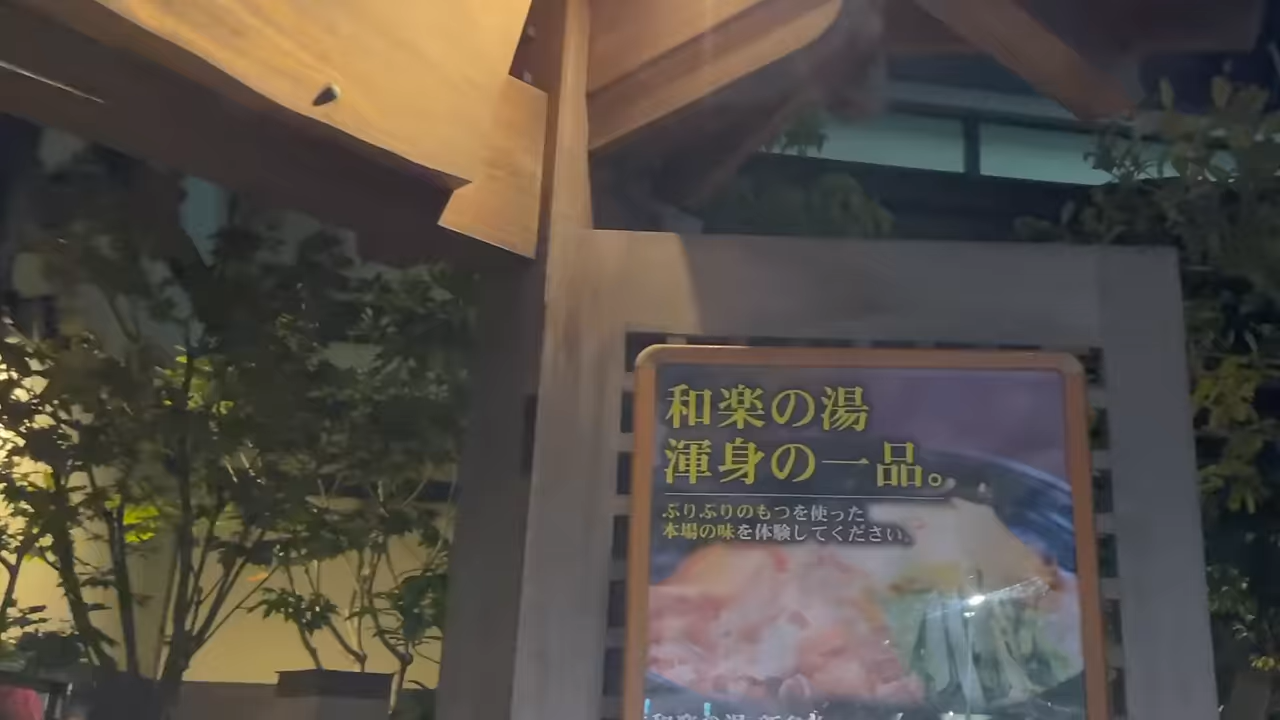 和楽の湯
渾身の一品。
ぷりぷりのもつを使った
本場の味を体験してください。